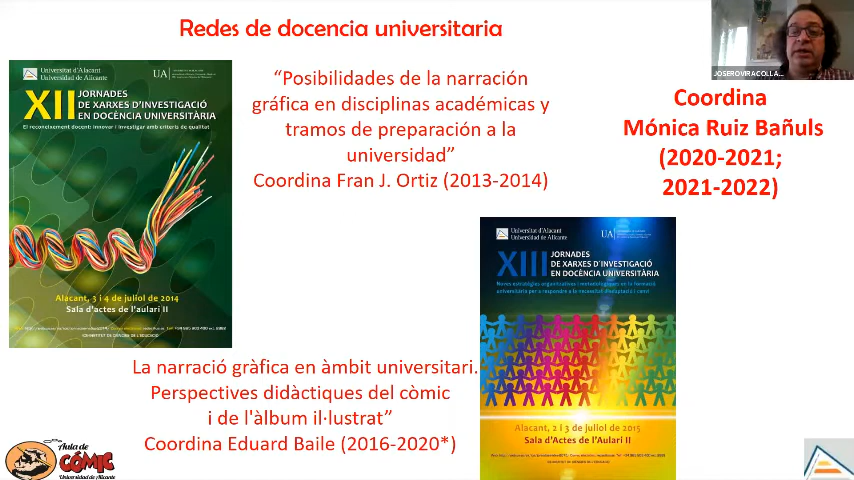 Redes de docencia universitaria
JOSEROVIRACOLLA...
Universitat d'Alacant
Universidad de Alicante
UA
XII JORNADES
DE XARXES D'INVESTIGACIÓ
EN DOCÈNCIA UNIVERSITÀRIA
El reconeixement docent: innovar i investigar amb criteris de qualitat
Alacant, 3 i 4 de juliol de 2014
Sala d'actes de l'aulari II
“Posibilidades de la narración
gráfica en disciplinas académicas y
tramos de preparación a la
universidad”
Coordina Fran J. Ortiz (2013-2014)
Coordina
Mónica Ruiz Bañuls
(2020-2021;
2021-2022)
Universitat d'Alacant
Universidad de Alicante
UA
XIII JORNADES
DE XARXES D'INVESTIGACIÓ
EN DOCÈNCIA UNIVERSITÀRIA
Alacant, 2 i 3 de juliol de 2015
Sala d'Actes de l'Aulari II
La narració gràfica en àmbit universitari.
Perspectives didàctiques del còmic
i de l'àlbum il·lustrat”
Coordina Eduard Baile (2016-2020*)
Aula de
CÓMIC
Universidad de Alicante